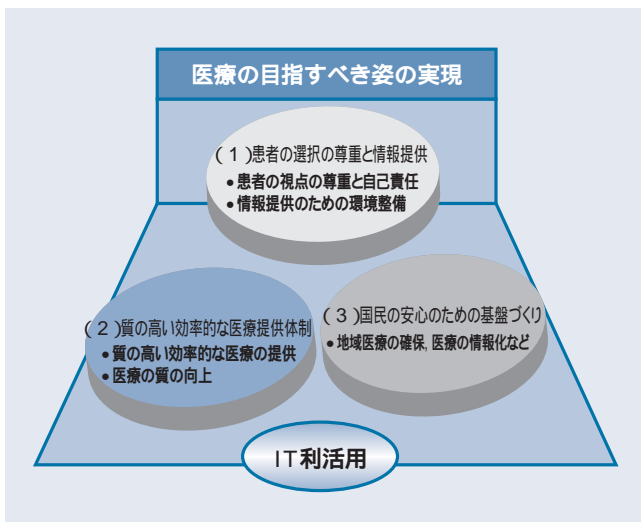 医療の目指すべき姿の実現
(1)患者の選択の尊重と情報提供
•患者の視点の尊重と自己責任
•情報提供のための環境整備
(2)質の高い効率的な医療提供体制
•質の高い効率的な医療の提供
•医療の質の向上
(3)国民の安心のための基盤づくり
•地域医療の確保, 医療の情報化など
IT利活用